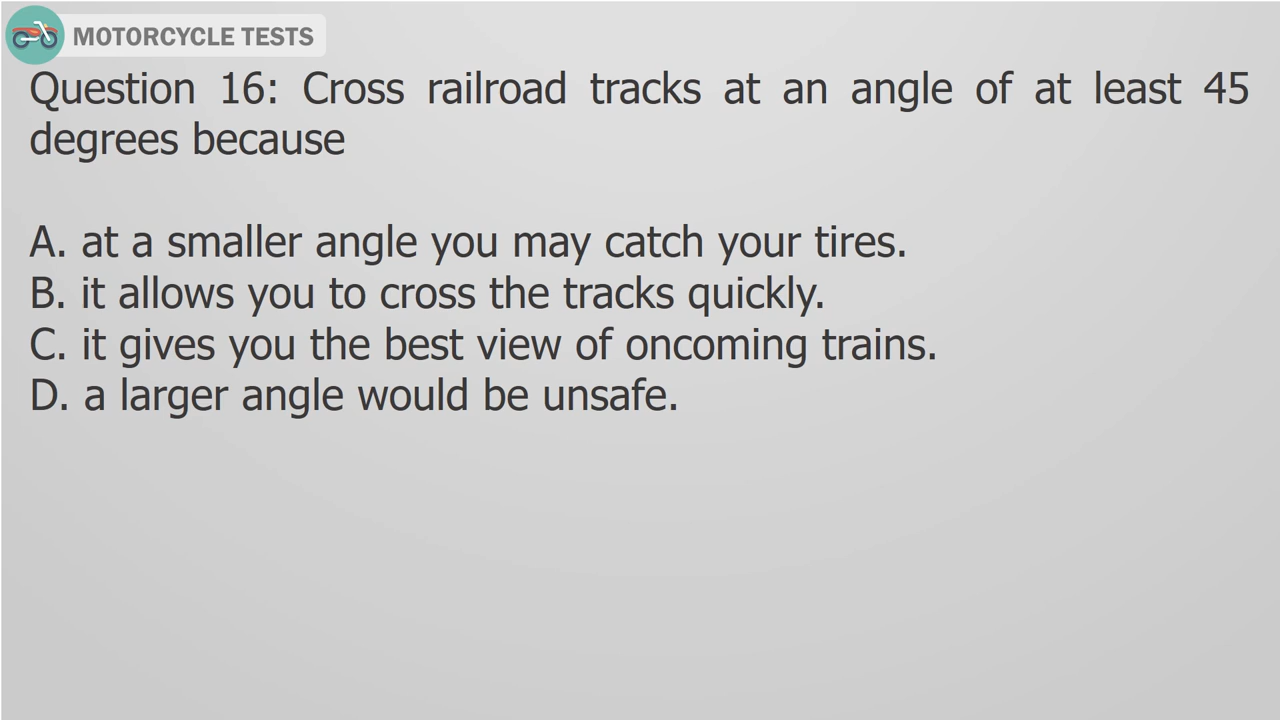 MOTORCYCLE TESTS
Question 16: Cross railroad tracks at an angle of at least 45
degrees because
A. at a smaller angle you may catch your tires.
B. it allows you to cross the tracks quickly.
C. it gives you the best view of oncoming trains.
D. a larger angle would be unsafe.